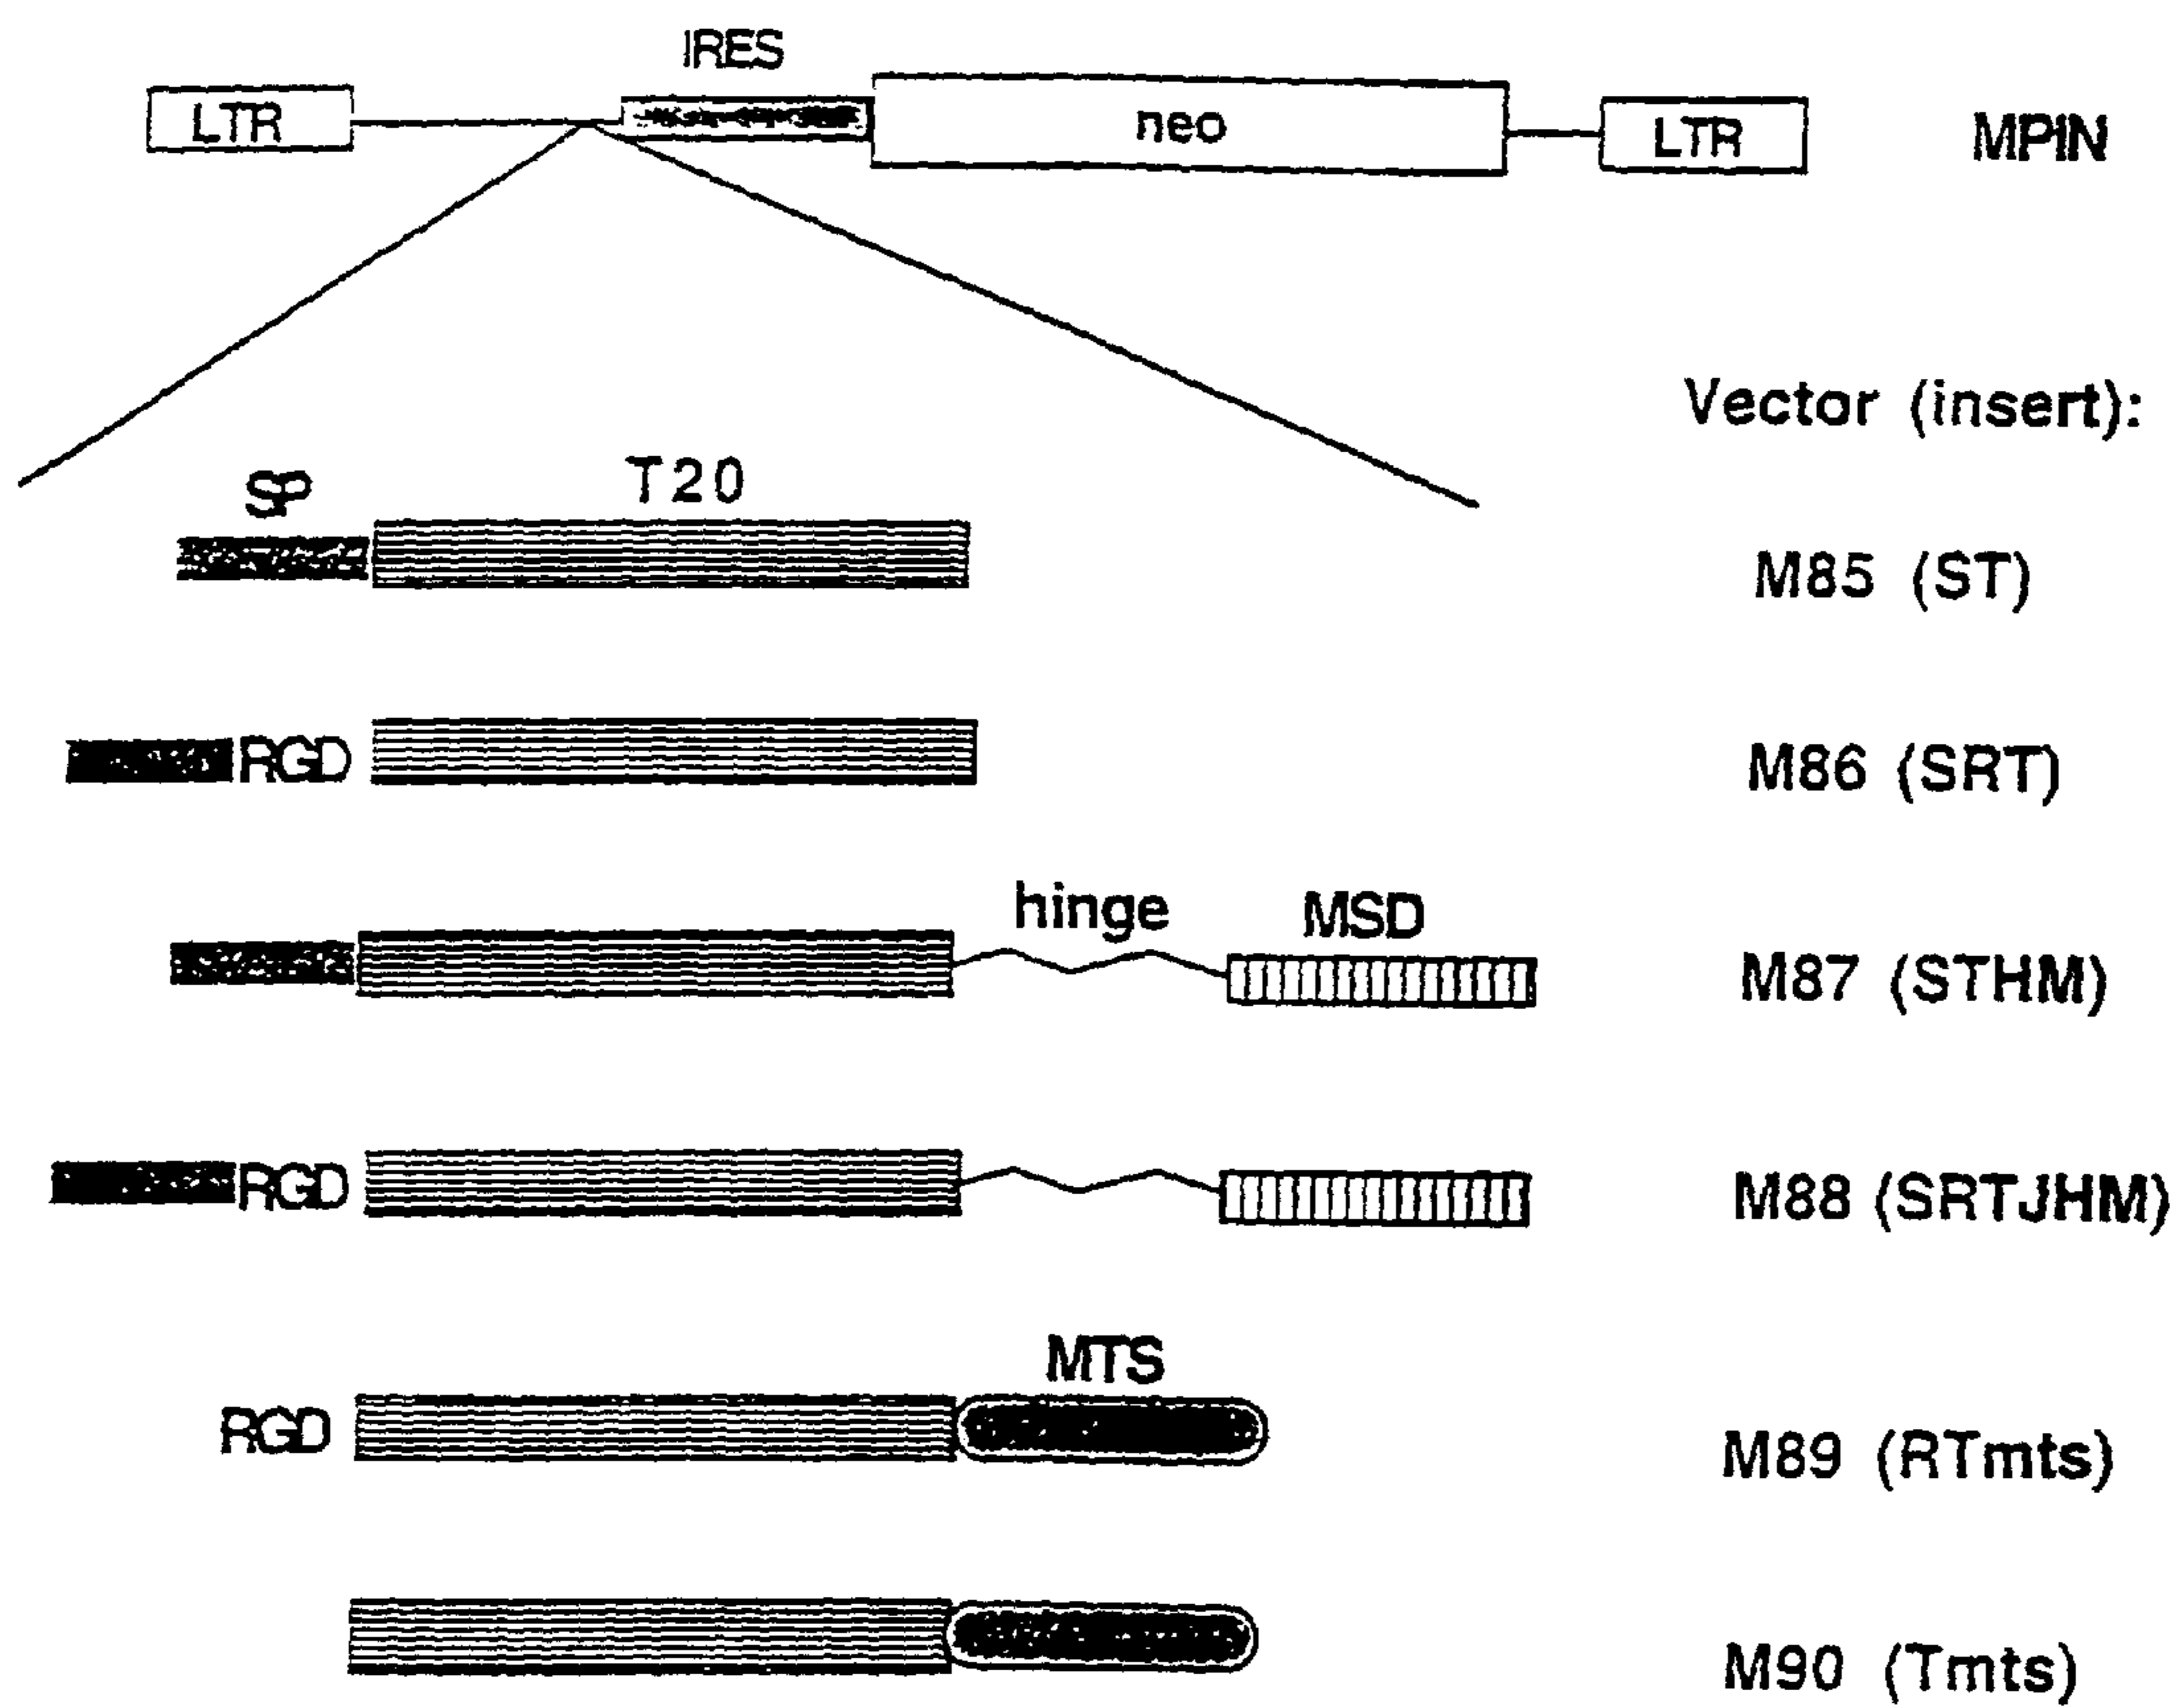 IRES
LTR neo LTR MPIN
Vector (insert):
SP T20
M85 (ST)
RGD M86 (SRT)
hinge MSD
M87 (STHM)
RGD M88 (SRTJHM)
MTS
RGD M89 (RTmts)
M90 (Tmts)